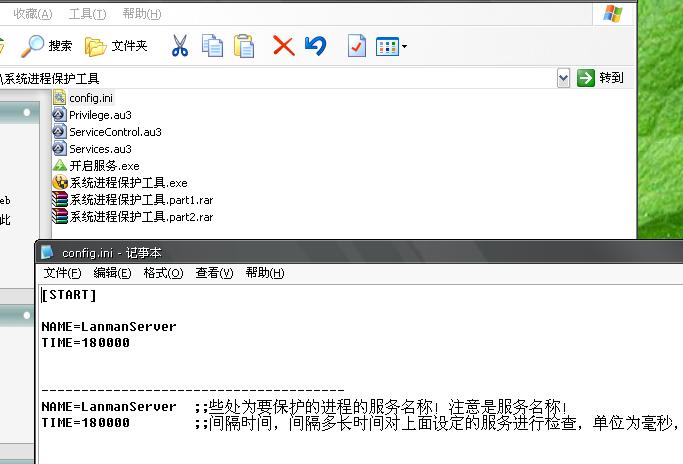 收藏(A) 工具(T) 帮助(H)
搜索 文件夹
\系统进程保护工具 转到
config.ini
Privilege.au3
ServiceControl.au3
Services.au3
开启服务.exe
系统进程保护工具.exe
系统进程保护工具.part1.rar
系统进程保护工具.part2.rar
eb
此
config.ini - 记事本
文件(F) 编辑(E) 格式(O) 查看(V) 帮助(H)
[START]
NAME=LanmanServer
TIME=180000
---------------------------------------
NAME=LanmanServer ;;些处为要保护的进程的服务名称! 注意是服务名称!
TIME=180000 ;;间隔时间, 间隔多长时间对上面设定的服务进行检查, 单位为毫秒,